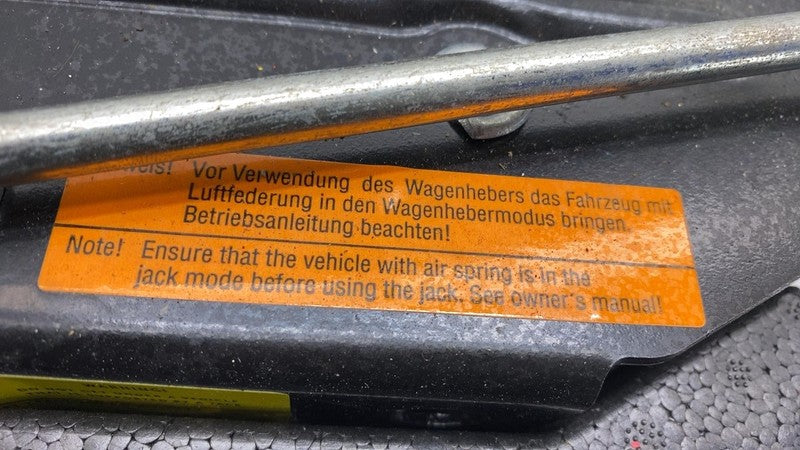 Vor Verwendung des Wagenhebers das Fahrzeug mit
Luftfederung in den Wagenhebermodus bringen.
Betriebsanleitung beachten!
Note! Ensure that the vehicle with air spring is in the
jack mode before using the jack. See owner´s manual!